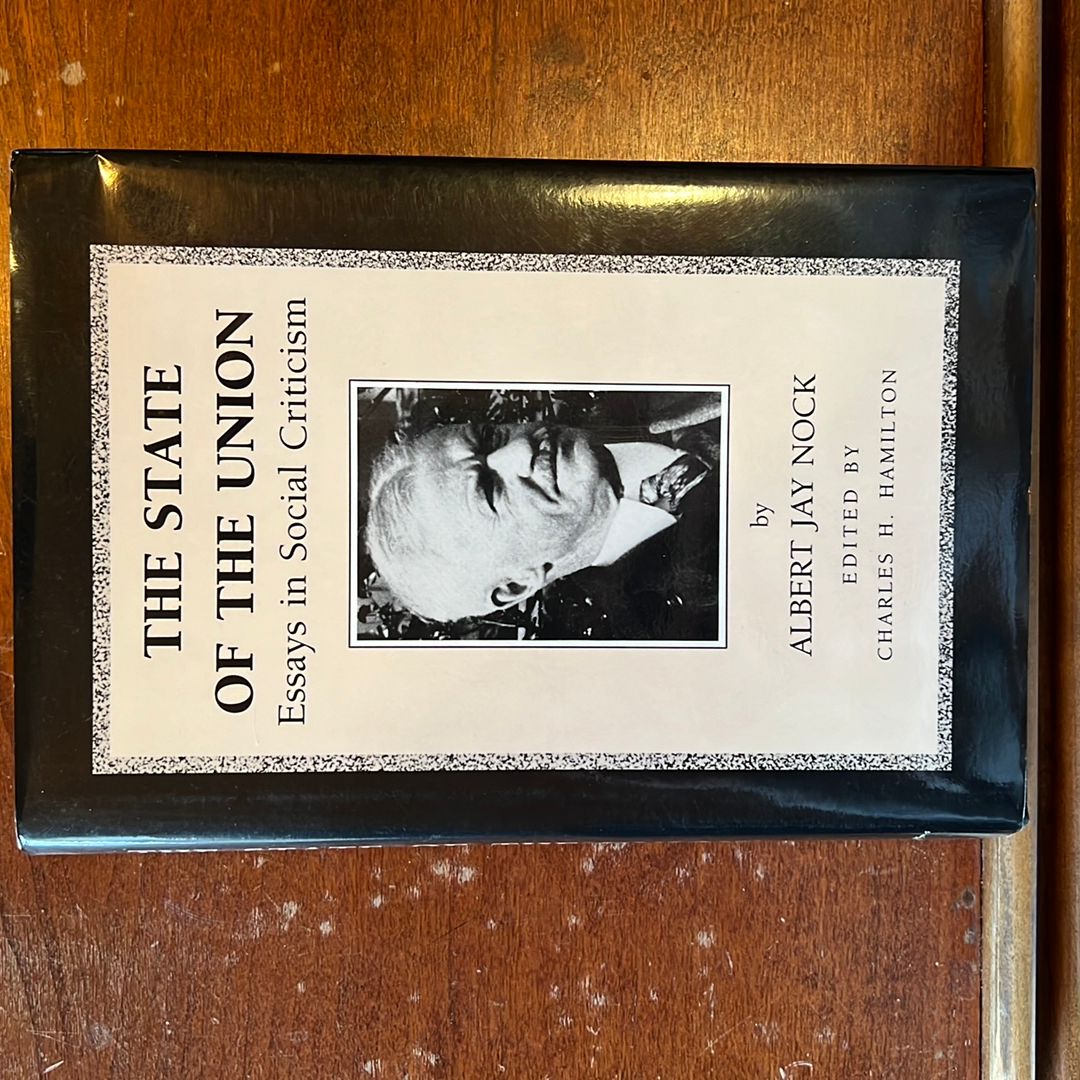 THE STATE
OF THE UNION
Essays in Social Criticism
by
ALBERT JAY NOCK
EDITED BY
CHARLES H. HAMILTON